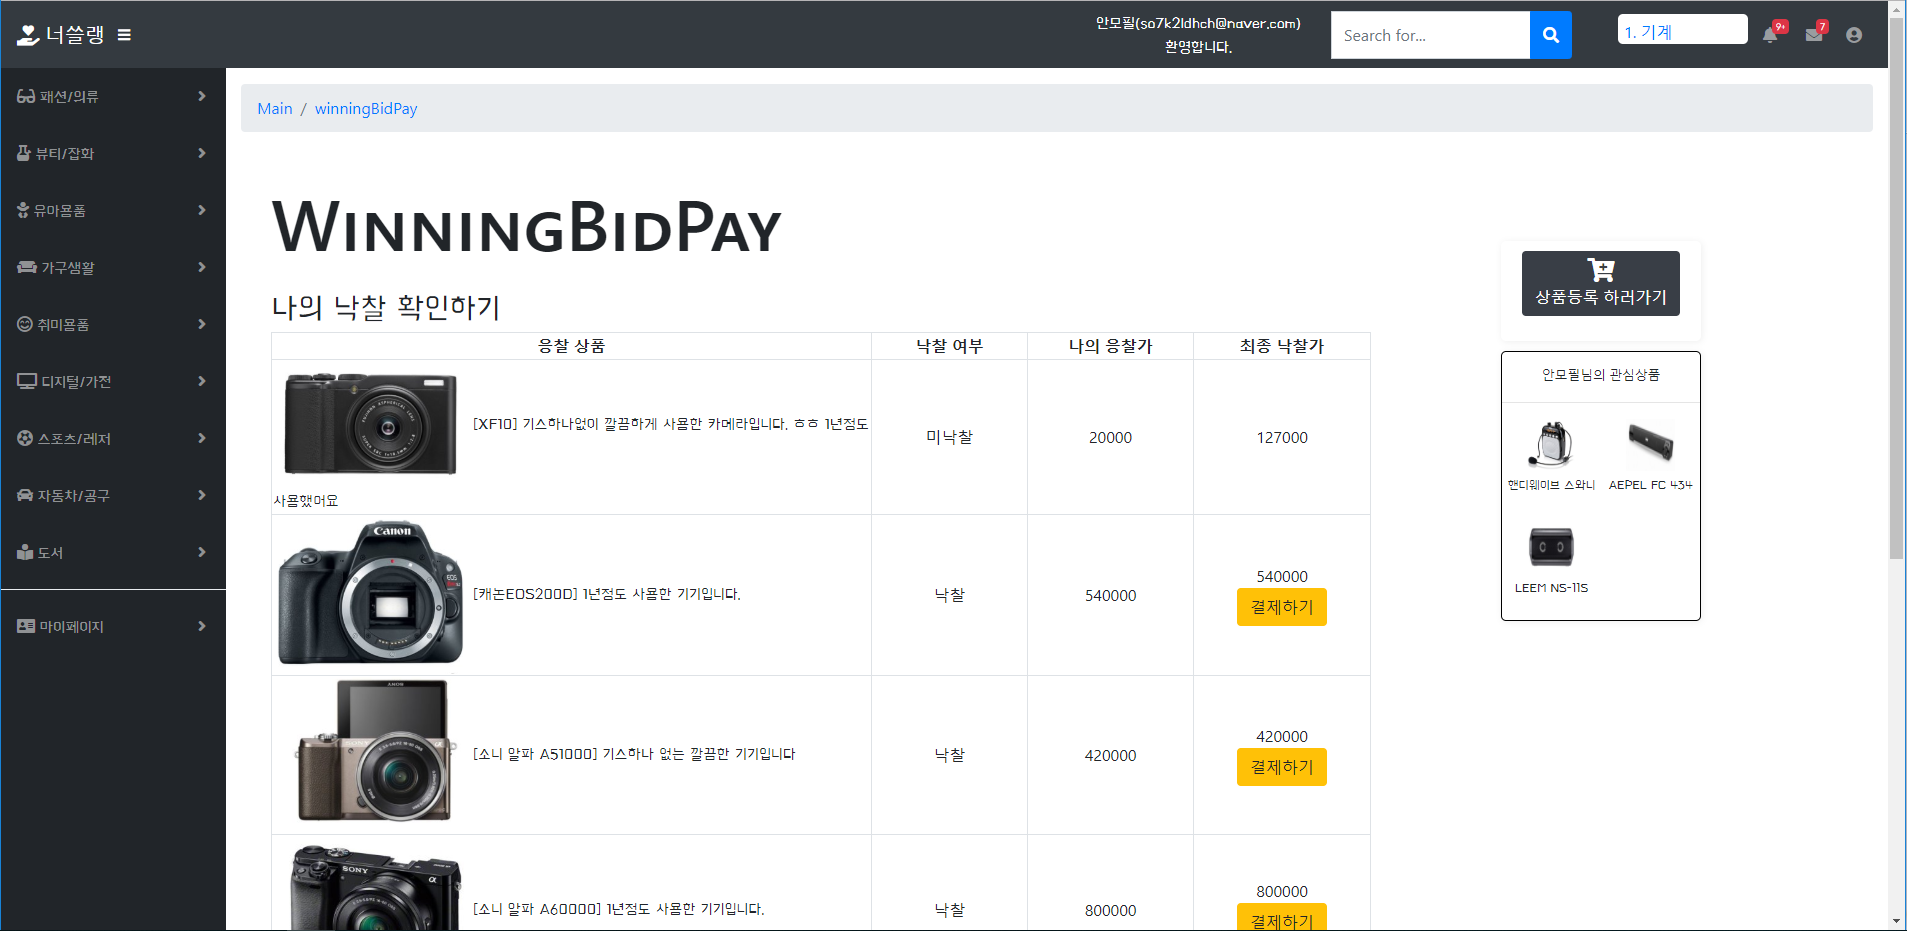 너쓸랭
안모필(so7k2ldhch@naver.com)
환영합니다.
Search for...
1. 기계
9+
7
패션/의류
뷰티/잡화
유아용품
가구생활
취미용품
디지털/가전
스포츠/레저
자동차/공구
도서
마이페이지
Main / winningBidPay
WinningBidPay
나의 낙찰 확인하기
응찰 상품 낙찰 여부 나의 응찰가 최종 낙찰가
[XF10] 기스하나없이 깔끔하게 사용한 카메라입니다. ㅎㅎ 1년정도
사용했어요
미낙찰 20000 127000
Canon
EOS
[캐논EOS200D] 1년정도 사용한 기기입니다.
낙찰 540000 540000
결제하기
SONY
[소니 알파 A51000] 기스하나 없는 깔끔한 기기입니다
낙찰 420000 420000
결제하기
SONY
α
[소니 알파 A60000] 1년정도 사용한 기기입니다.
낙찰 800000 800000
결제하기
상품등록 하러가기
안모필님의 관심상품
핸디웨이브 스와니 AEPEL FC 434
LEEM NS-11S